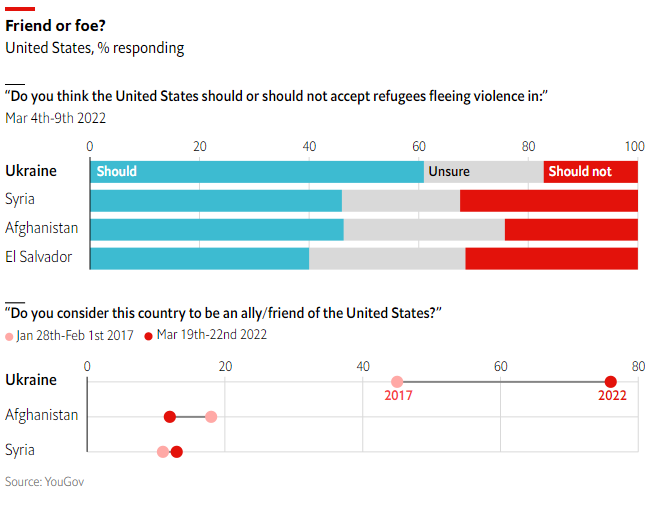 Friend or foe?
United States, % responding
“Do you think the United States should or should not accept refugees fleeing violence in:”
Mar 4th-9th 2022
0 20 40 60 80 100
Ukraine Should Unsure Should not
Syria
Afghanistan
El Salvador
“Do you consider this country to be an ally/friend of the United States?”
Jan 28th-Feb 1st 2017 Mar 19th-22nd 2022
0 20 40 60 80
Ukraine
2017 2022
Afghanistan
Syria
Source: YouGov